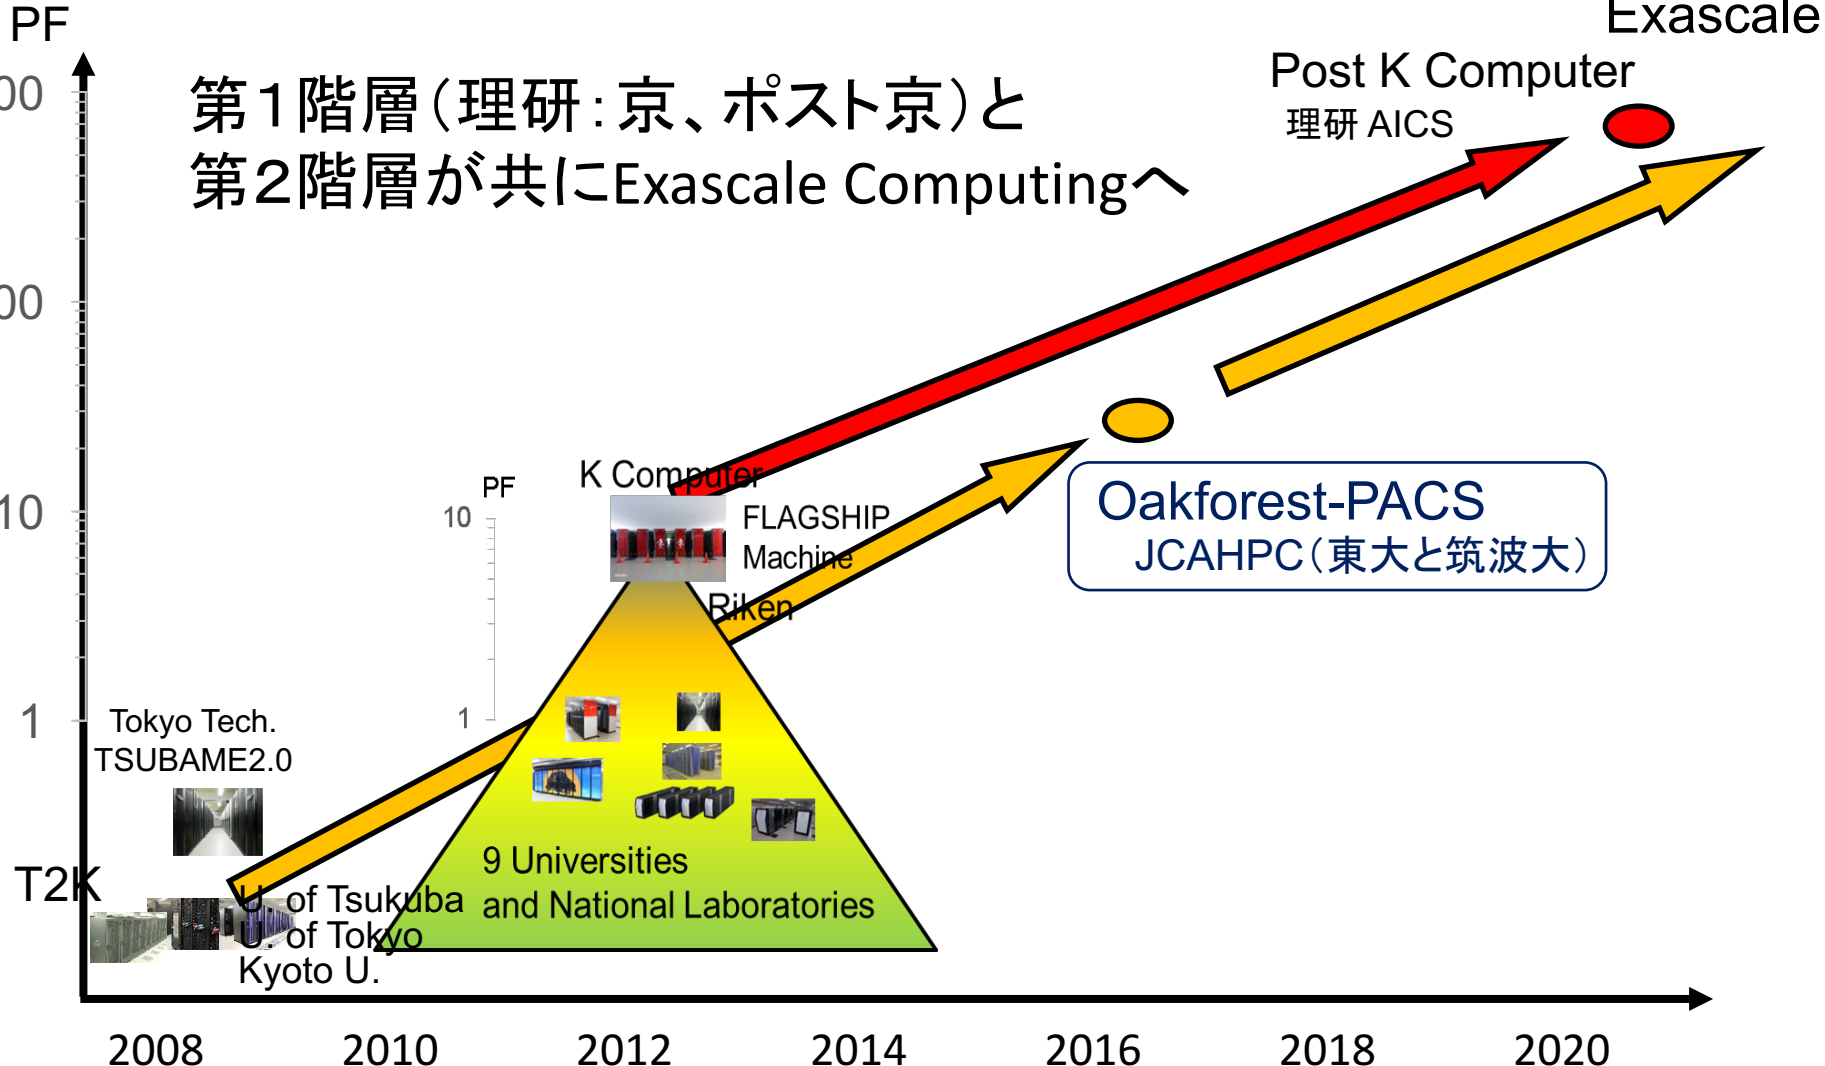 PF
Exascale
第1階層（理研：京、ポスト京）と
第2階層が共にExascale Computingへ
Post K Computer
理研 AICS
00
00
10
1
PF
10
1
K Computer
FLAGSHIP
Machine
Riken
Oakforest-PACS
JCAHPC（東大と筑波大）
Tokyo Tech.
TSUBAME2.0
T2K
U. of Tsukuba
U. of Tokyo
Kyoto U.
9 Universities
and National Laboratories
2008 2010 2012 2014 2016 2018 2020